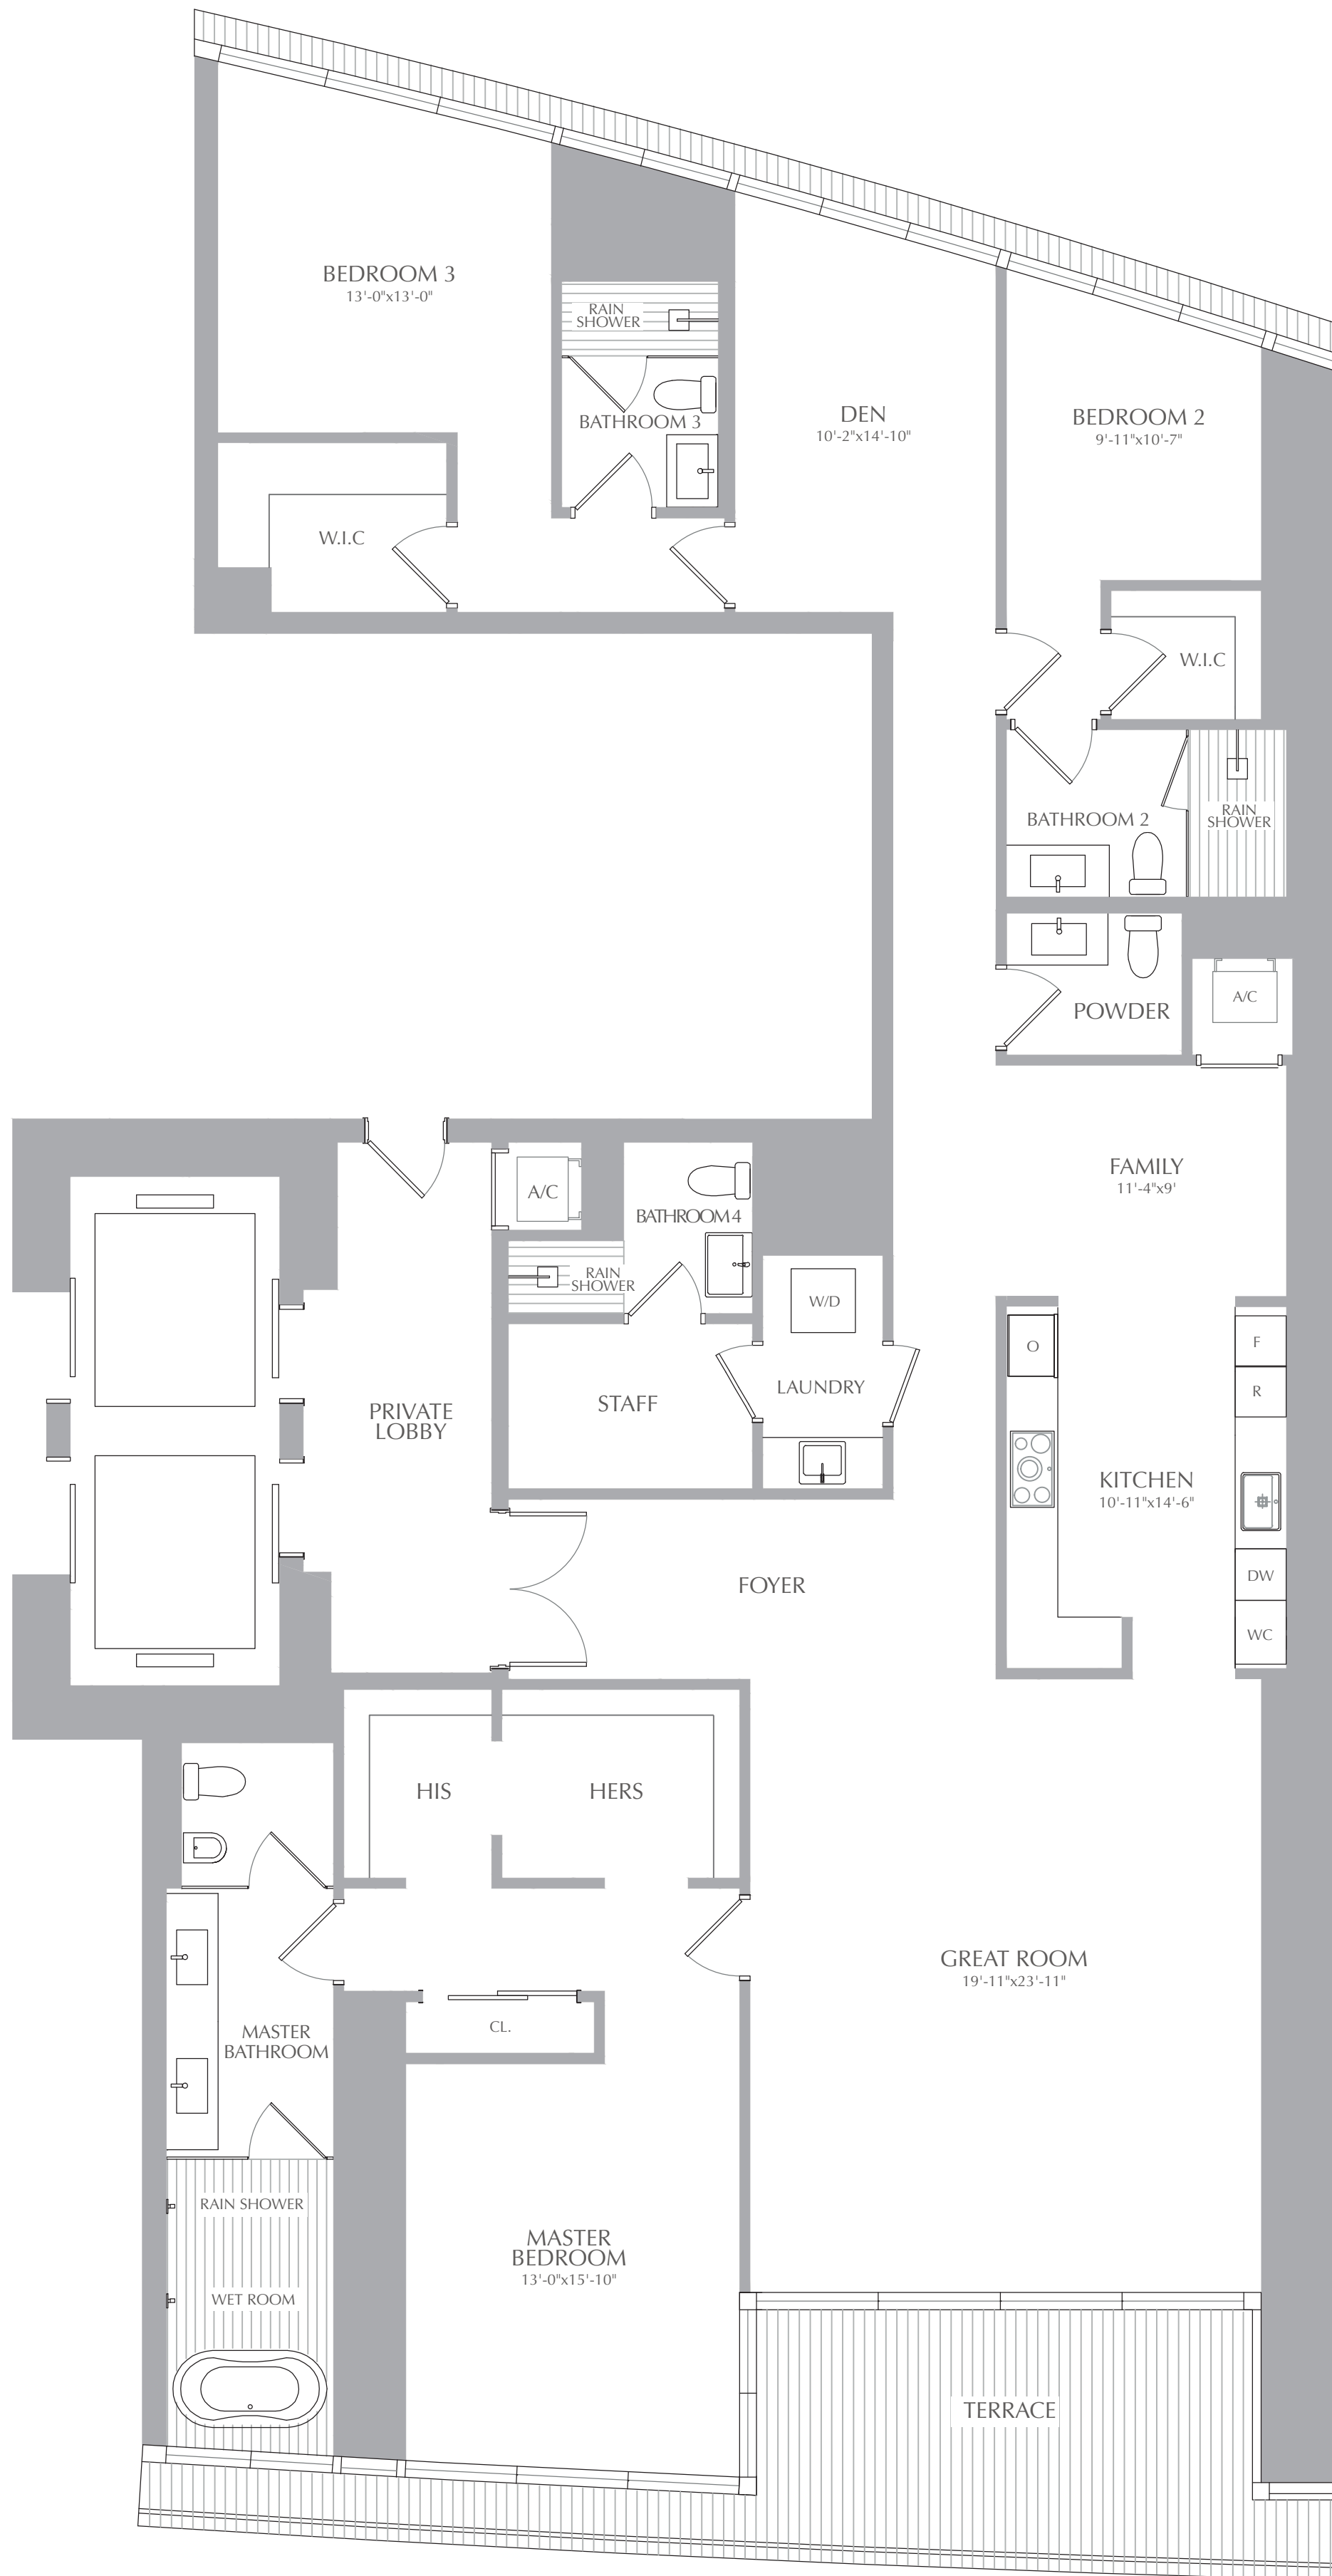 BEDROOM 3
13'-0"x13'-0"
RAIN
SHOWER
BATHROOM 3
DEN
10'-2"x14'-10"
BEDROOM 2
9'-11"x10'-7"
W.I.C
W.I.C
BATHROOM 2
RAIN
SHOWER
POWDER
A/C
FAMILY
11'-4"x9'
A/C
BATHROOM 4
RAIN
SHOWER
W/D
STAFF
LAUNDRY
PRIVATE
LOBBY
O
F
R
KITCHEN
10'-11"x14'-6"
DW
WC
FOYER
HIS
HERS
GREAT ROOM
19'-11"x23'-11"
CL.
MASTER
BATHROOM
RAIN SHOWER
WET ROOM
MASTER
BEDROOM
13'-0"x15'-10"
TERRACE